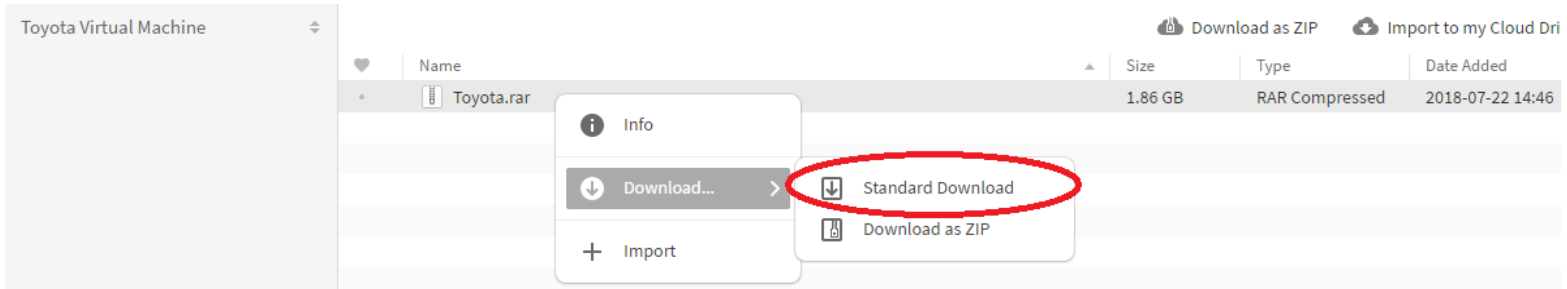 Toyota Virtual Machine
Download as ZIP Import to my Cloud Dri
Name Size Type Date Added
Toyota.rar 1.86 GB RAR Compressed 2018-07-22 14:46
Info
Download... Standard Download
Download as ZIP
Import